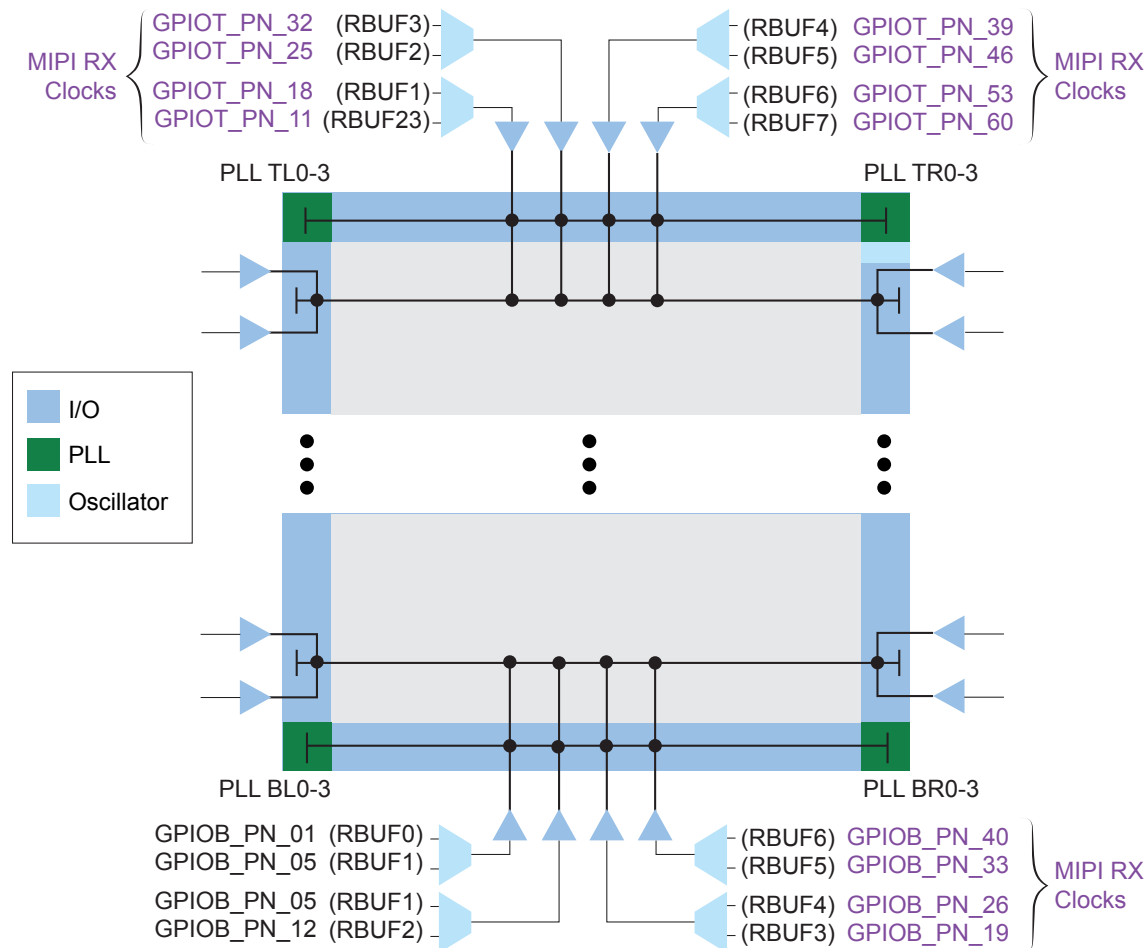 GPIOT_PN_32 (RBUF3)
GPIOT_PN_25 (RBUF2)
GPIOT_PN_18 (RBUF1)
GPIOT_PN_11 (RBUF23)
MIPI RX
Clocks
(RBUF4) GPIOT_PN_39
(RBUF5) GPIOT_PN_46
(RBUF6) GPIOT_PN_53
(RBUF7) GPIOT_PN_60
MIPI RX
Clocks
PLL TL0-3
PLL TR0-3
I/O
PLL
Oscillator
PLL BL0-3
PLL BR0-3
GPIOB_PN_01 (RBUF0)
GPIOB_PN_05 (RBUF1)
GPIOB_PN_05 (RBUF1)
GPIOB_PN_12 (RBUF2)
(RBUF6) GPIOB_PN_40
(RBUF5) GPIOB_PN_33
(RBUF4) GPIOB_PN_26
(RBUF3) GPIOB_PN_19
MIPI RX
Clocks